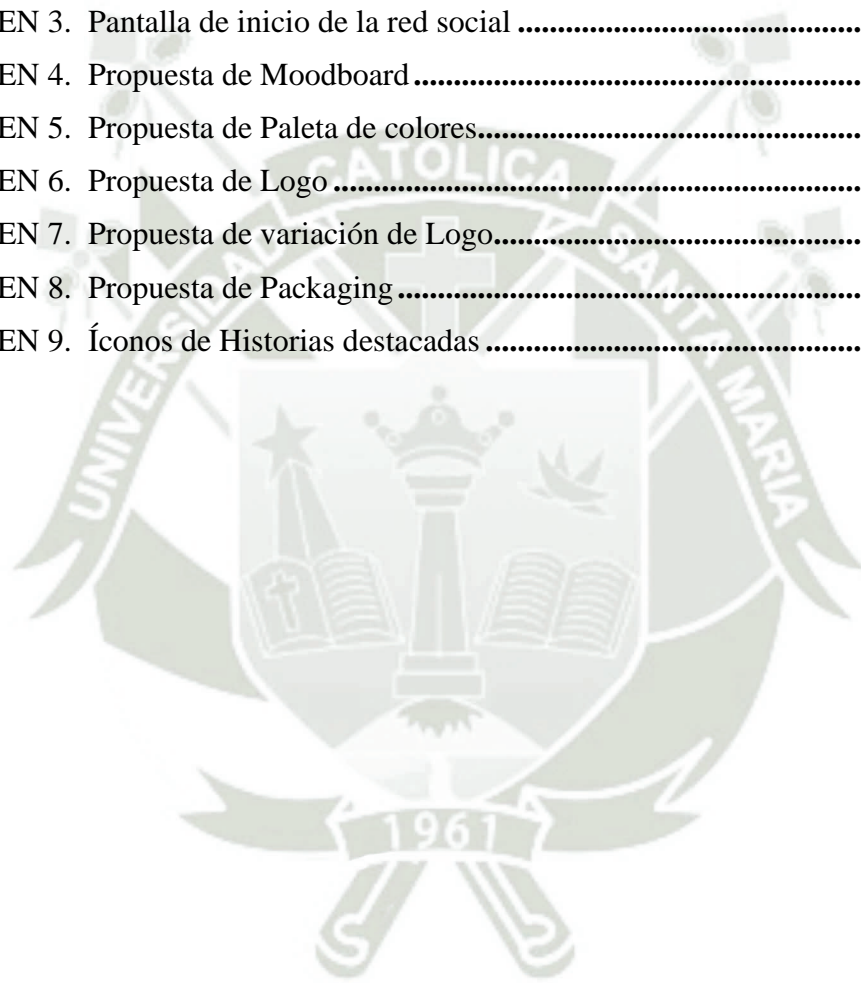 EN 3. Pantalla de inicio de la red social ..........................................
EN 4. Propuesta de Moodboard .......................................................
EN 5. Propuesta de Paleta de colores...............................................
EN 6. Propuesta de Logo .................................................................
EN 7. Propuesta de variación de Logo.............................................
EN 8. Propuesta de Packaging .........................................................
EN 9. Íconos de Historias destacadas ..............................................
UNIVERSIDAD CATOLICA SANTA MARIA
1961